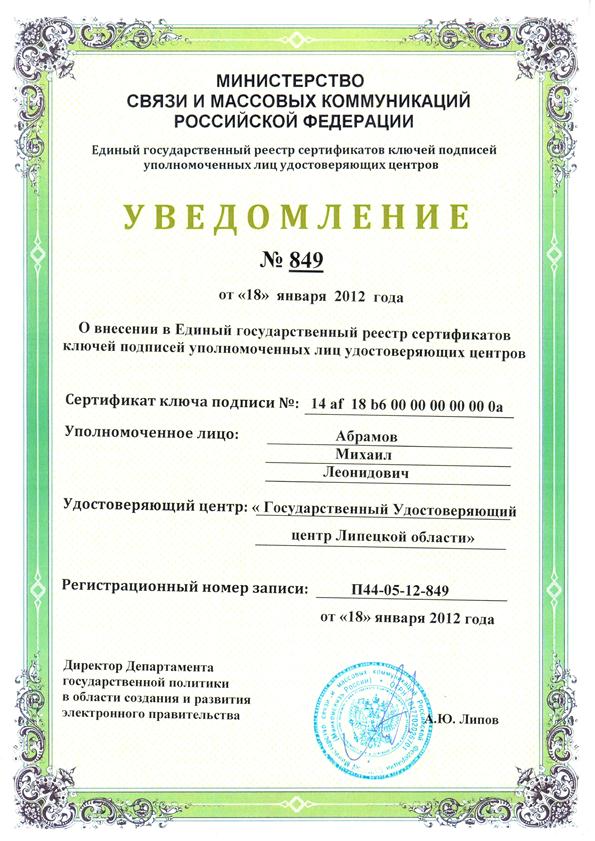 МИНИСТЕРСТВО
СВЯЗИ И МАССОВЫХ КОММУНИКАЦИЙ
РОССИЙСКОЙ ФЕДЕРАЦИИ
Единый государственный реестр сертификатов ключей подписей
уполномоченных лиц удостоверяющих центров
УВЕДОМЛЕНИЕ
№ 849
от «18» января 2012 года
О внесении в Единый государственный реестр сертификатов
ключей подписей уполномоченных лиц удостоверяющих центров
Сертификат ключа подписи №: 14 af 18 b6 00 00 00 00 00 0a
Уполномоченное лицо: Абрамов
Михаил
Леонидович
Удостоверяющий центр: « Государственный Удостоверяющий
центр Липецкой области»
Регистрационный номер записи: П44-05-12-849
от «18» января 2012 года
Директор Департамента
государственной политики
в области создания и развития
электронного правительства
А.Ю. Липов